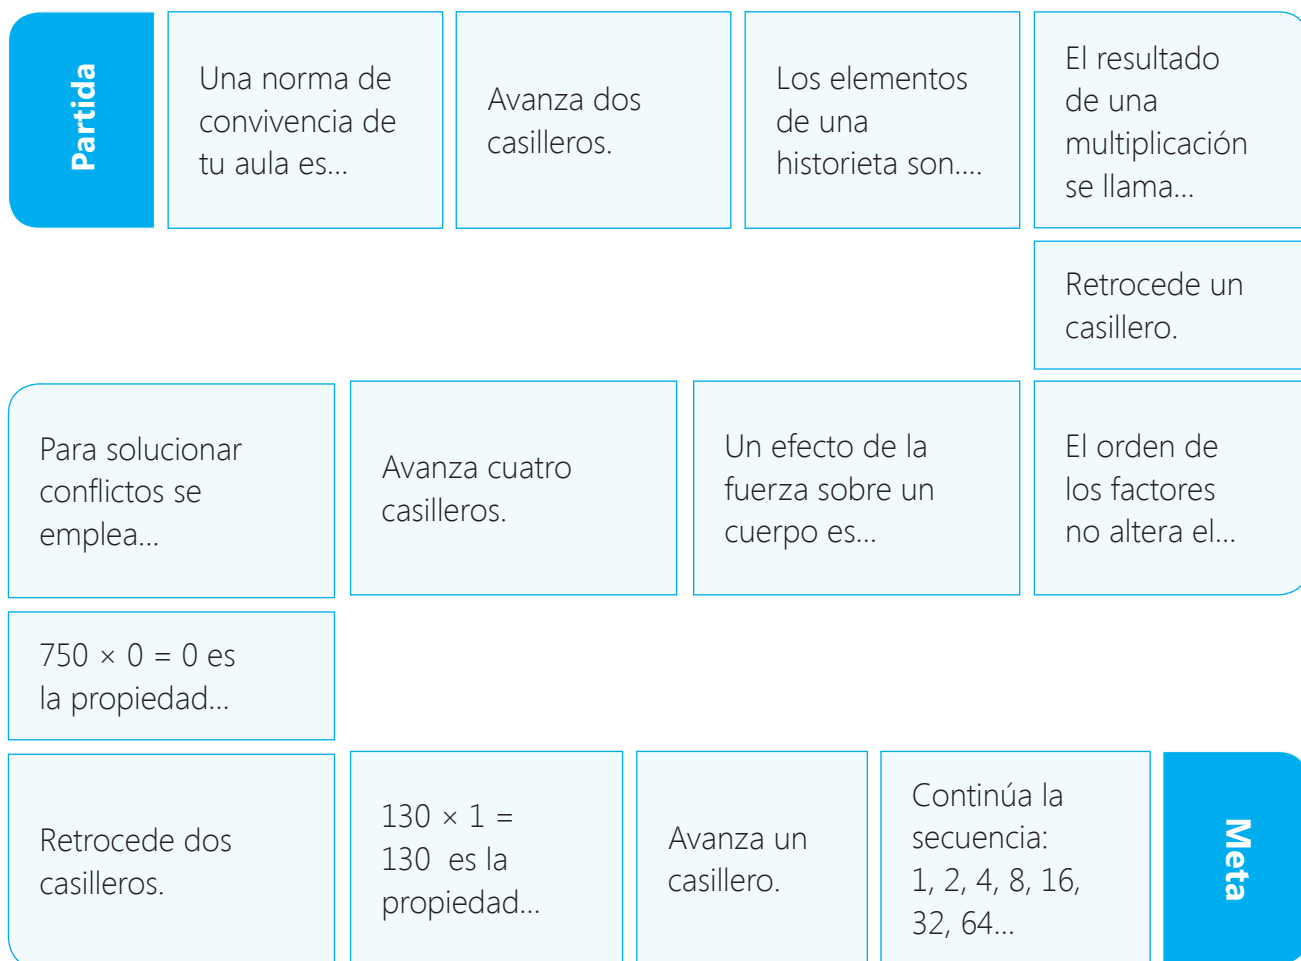 Partida
Una norma de
convivencia de
tu aula es...
Avanza dos
casilleros.
Los elementos
de una
historieta son....
El resultado
de una
multiplicación
se llama...
Retrocede un
casillero.
El orden de
los factores
no altera el...
Un efecto de la
fuerza sobre un
cuerpo es...
Avanza cuatro
casilleros.
Para solucionar
conflictos se
emplea...
750 × 0 = 0 es
la propiedad...
Retrocede dos
casilleros.
130 × 1 =
130 es la
propiedad...
Avanza un
casillero.
Continúa la
secuencia:
1, 2, 4, 8, 16,
32, 64...
Meta